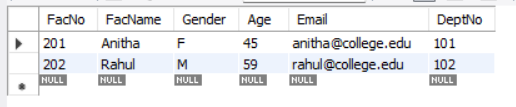 FacNo FacName Gender Age Email DeptNo
201 Anitha F 45 anitha@college.edu 101
202 Rahul M 59 rahul@college.edu 102
NULL NULL NULL NULL NULL NULL